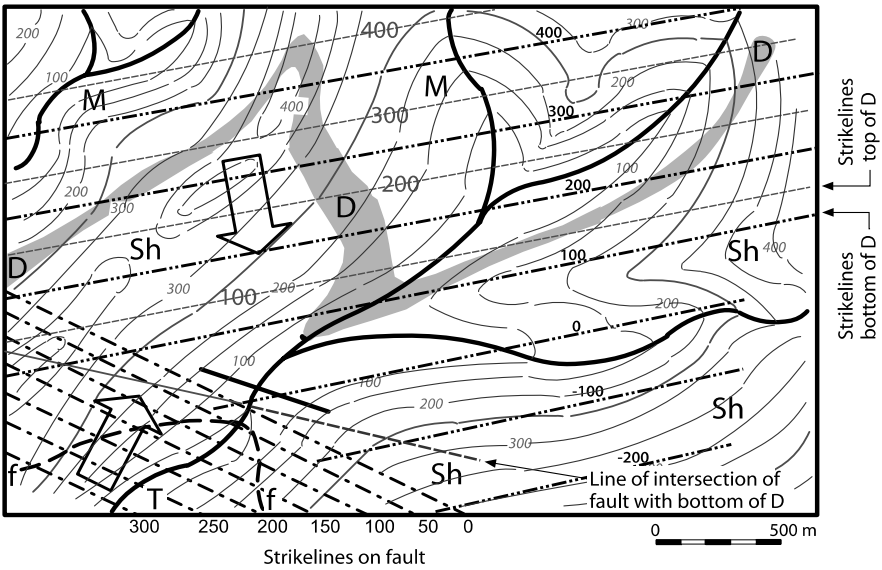 200
400
400
300
D
100
M
400
M
200
300
300
200
100
200
300
200
D
Strikelines
top of D
D
Sh
100
Sh
400
300
200
100
200
Strikelines
bottom of D
0
100
100
-100
200
Sh
300
-200
Sh
Line of intersection of
fault with bottom of D
f
T
f
300 250 200 150 100 50 0
0 500 m
Strikelines on fault